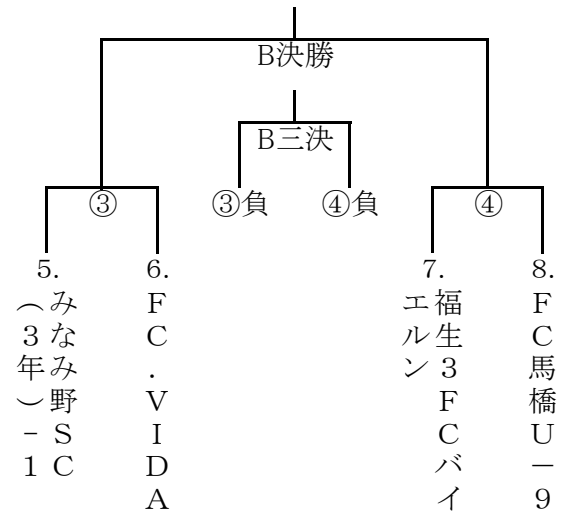 B決勝
B三決
③
③負
④負
④
5.
みなみ野SC
(3年)-1
6.
FC.VIDA
7.
福生3FCバイ
エルン
8.
FC馬橋U-9